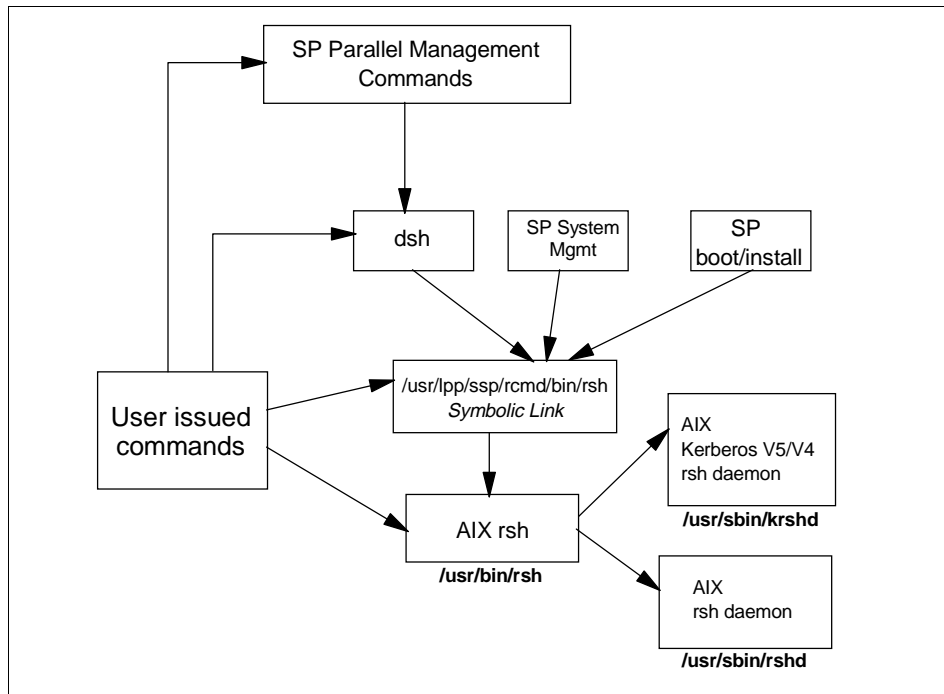 SP Parallel Management
Commands
dsh
SP System
Mgmt
SP
boot/install
/usr/lpp/ssp/rcmd/bin/rsh
Symbolic Link
User issued
commands
AIX
Kerberos V5/V4
rsh daemon
/usr/sbin/krshd
AIX rsh
/usr/bin/rsh
AIX
rsh daemon
/usr/sbin/rshd